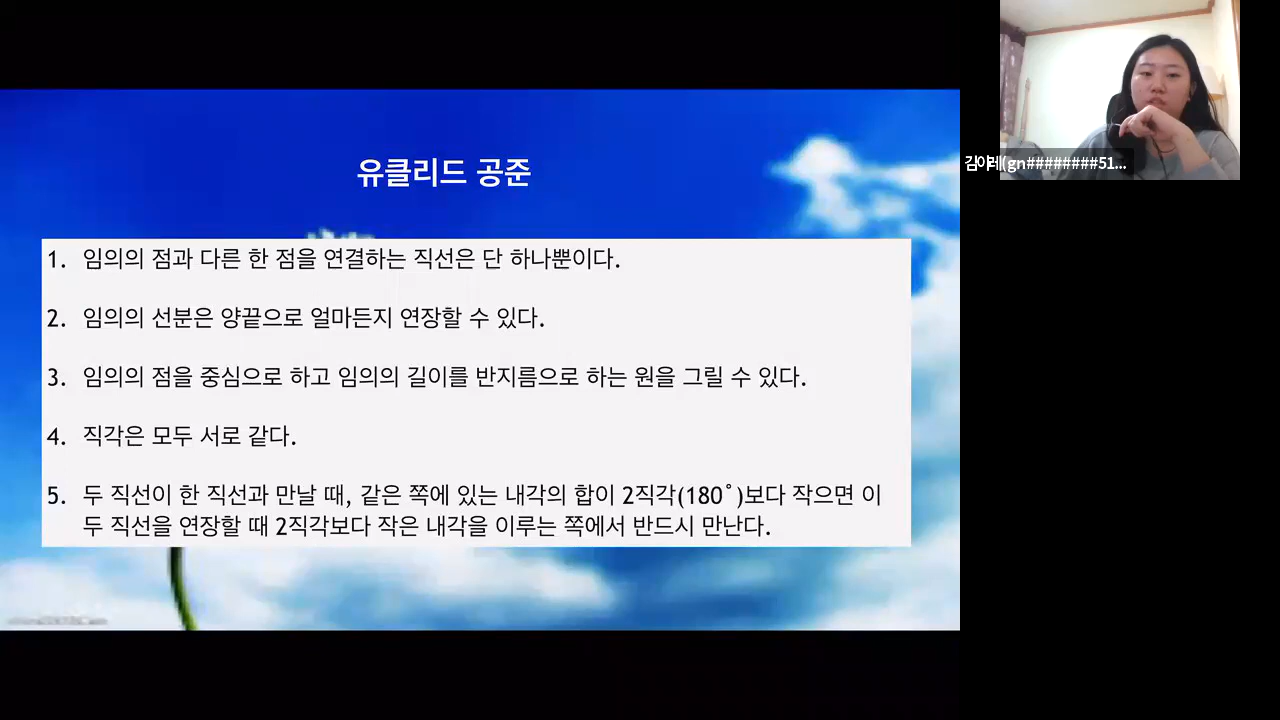 유클리드 공준
1. 임의의 점과 다른 한 점을 연결하는 직선은 단 하나뿐이다.
2. 임의의 선분은 양끝으로 얼마든지 연장할 수 있다.
3. 임의의 점을 중심으로 하고 임의의 길이를 반지름으로 하는 원을 그릴 수 있다.
4. 직각은 모두 서로 같다.
5. 두 직선이 한 직선과 만날 때, 같은 쪽에 있는 내각의 합이 2직각(180˚)보다 작으면 이
두 직선을 연장할 때 2직각보다 작은 내각을 이루는 쪽에서 반드시 만난다.
김야레(gn########51...